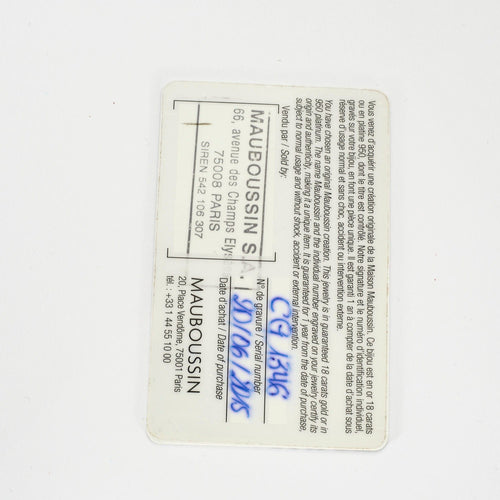 Vous venez d'acquérir une création originale de la Maison Mauboussin. Ce bijou est en or 18 carats
ou en platine 950, dont le titre est contrôlé. Notre signature et le numéro d'identification individuel,
gravés sur votre bijou, en font une pièce unique. Il est garanti 1 an à compter de la date d'achat sous
réserve d'usage normal et sans choc, accident ou intervention externe.
You have chosen an original Mauboussin creation. This jewelry is in guaranteed 18 carats gold or in
950 platinum. The name Mauboussin and the individual number engraved on your jewelry certify its
origin and authenticity, making it a unique item. It is guaranteed for 1 year from the date of purchase,
subject to normal usage and without shock, accident or external intervention.
Vendu par / Sold by:
MAUBOUSSIN S.A.
66, avenue des Champs Elys
75008 PARIS
SIREN 542 106 307
N° de gravure / Serial number
Date d'achat / Date of purchase
20/06/2015
MAUBOUSSIN
20, Place Vendôme, 75001 Paris
tél. : +33 1 44 55 10 00